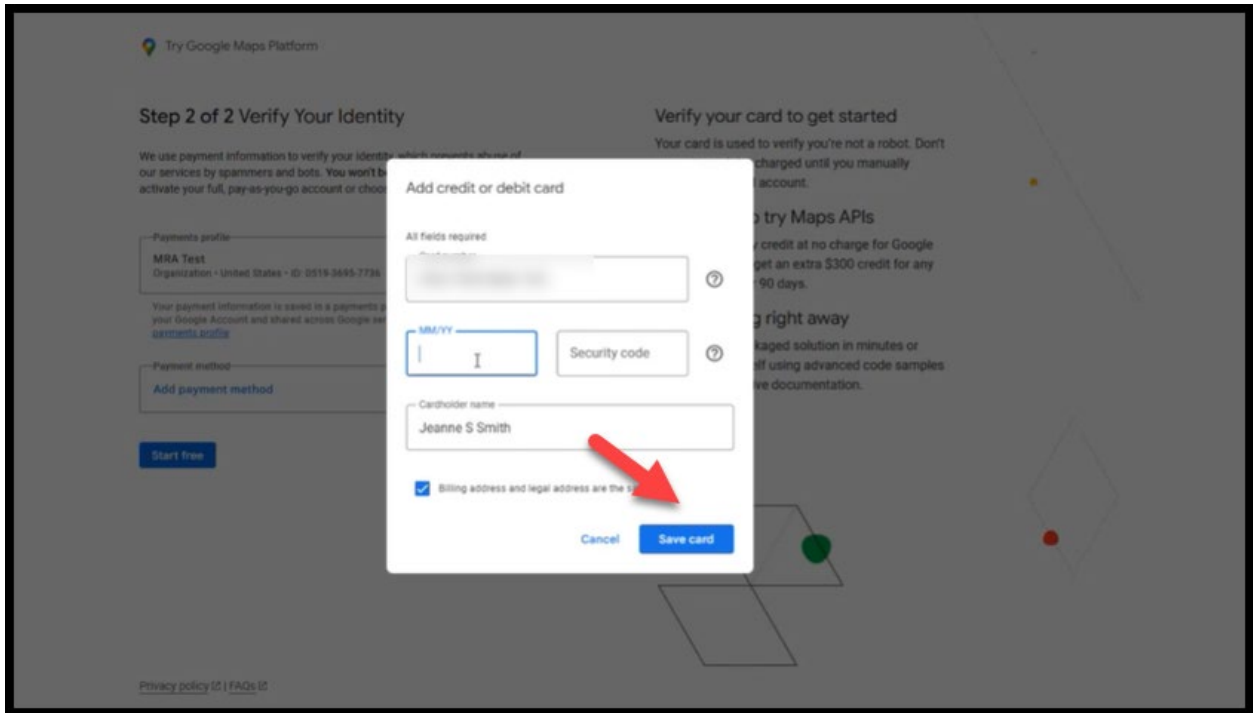 Try Google Maps Platform
Step 2 of 2 Verify Your Identity
We use payment information to verify your identity, which prevents abuse of
our services by spammers and bots. You won't b
activate your full, pay-as-you-go account or choo
Payments profile
MRA Test
Organization • United States • ID: 0519-3695-7736
Your payment information is saved in a payments p
your Google Account and shared across Google ser
payments profile
Payment method
Add payment method
Start free
Privacy policy | FAQs
Add credit or debit card
All fields required
MM/YY
Security code
Cardholder name
Jeanne S Smith
Billing address and legal address are the s
Cancel
Save card
Verify your card to get started
Your card is used to verify you're not a robot. Don't
charged until you manually
account.
try Maps APIs
credit at no charge for Google
get an extra $300 credit for any
90 days.
right away
kaged solution in minutes or
elf using advanced code samples
ve documentation.